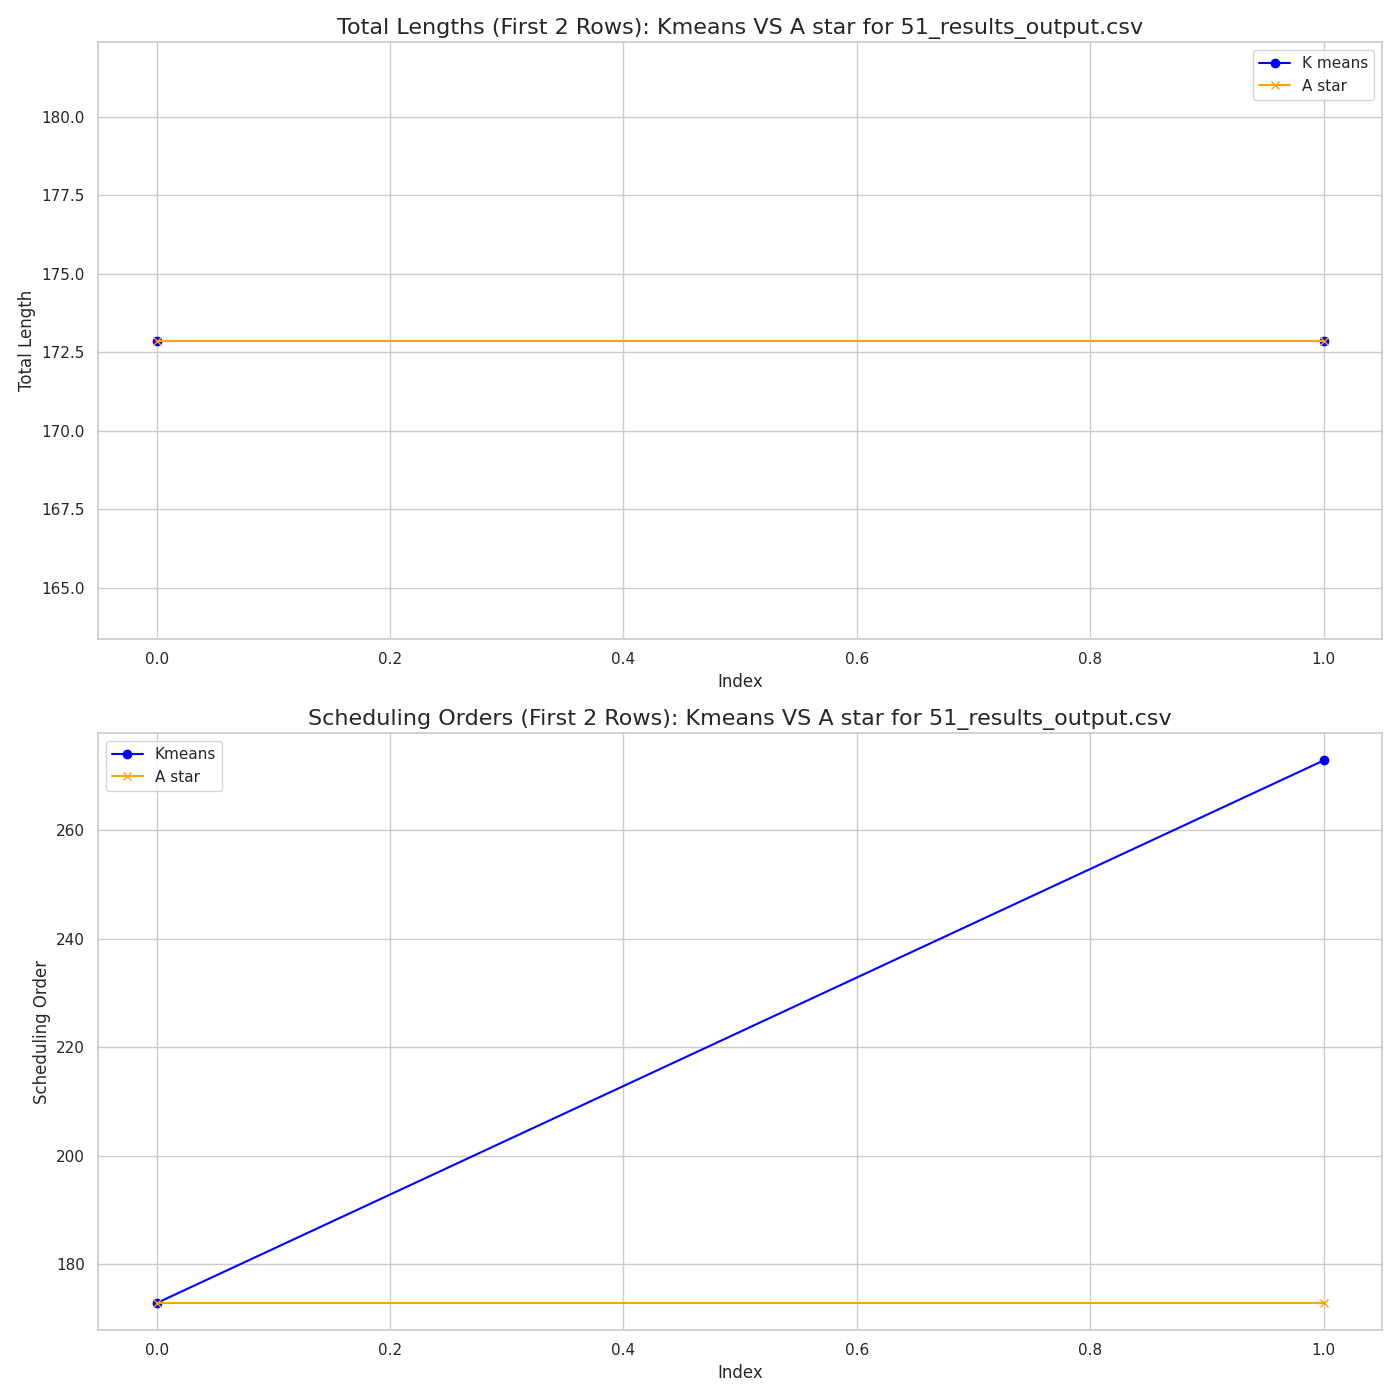 Total Lengths (First 2 Rows): Kmeans VS A star for 51_results_output.csv
K means
A star
180.0
177.5
175.0
172.5
170.0
167.5
165.0
Total Length
0.0 0.2 0.4 0.6 0.8 1.0
Index
Scheduling Orders (First 2 Rows): Kmeans VS A star for 51_results_output.csv
Kmeans
A star
260
240
220
200
180
Scheduling Order
0.0 0.2 0.4 0.6 0.8 1.0
Index